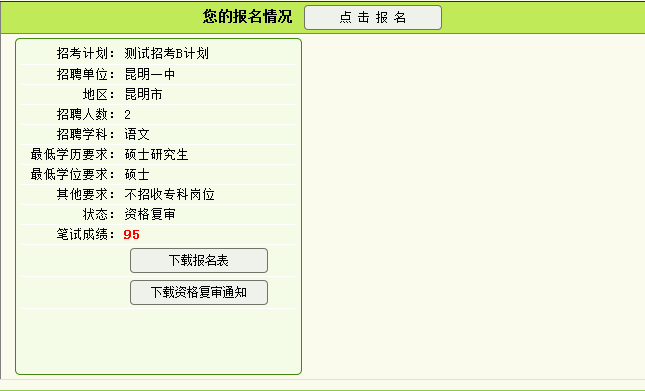 您的报名情况 点 击 报 名
招考计划：测试招考B计划
招聘单位：昆明一中
地区：昆明市
招聘人数：2
招聘学科：语文
最低学历要求：硕士研究生
最低学位要求：硕士
其他要求：不招收专科岗位
状态：资格复审
笔试成绩：95
下载报名表
下载资格复审通知